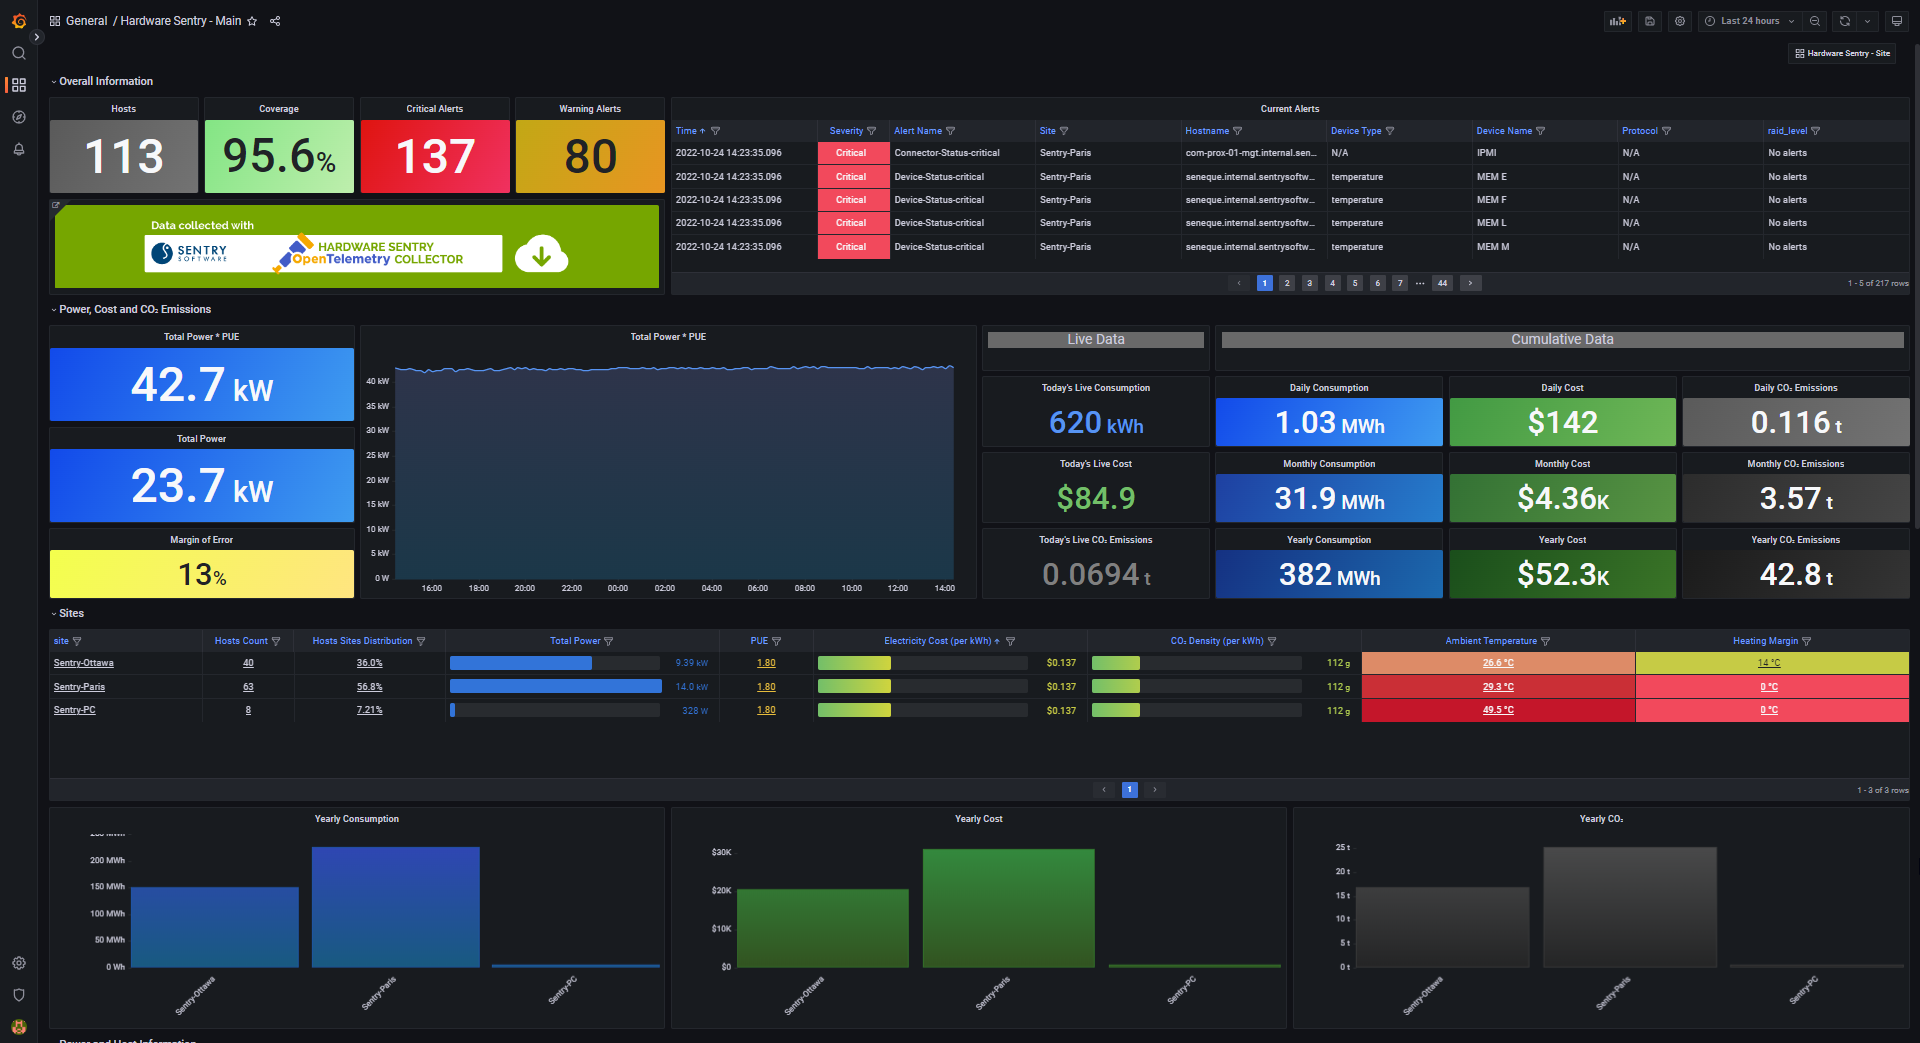 General / Hardware Sentry - Main
Last 24 hours
Hardware Sentry - Site
Overall Information
Hosts
113
Coverage
95.6%
Critical Alerts
137
Warning Alerts
80
Data collected with
SENTRY SOFTWARE
HARDWARE SENTRY
OpenTelemetry COLLECTOR
Current Alerts
Time Severity Alert Name Site Hostname Device Type Device Name Protocol raid_level
2022-10-24 14:23:35.096 Critical Connector-Status-critical Sentry-Paris com-prox-01-mgt.internal.sen... N/A IPMI N/A No alerts
2022-10-24 14:23:35.096 Critical Device-Status-critical Sentry-Paris seneque.internal.sentrysoftw... temperature MEM E N/A No alerts
2022-10-24 14:23:35.096 Critical Device-Status-critical Sentry-Paris seneque.internal.sentrysoftw... temperature MEM F N/A No alerts
2022-10-24 14:23:35.096 Critical Device-Status-critical Sentry-Paris seneque.internal.sentrysoftw... temperature MEM L N/A No alerts
2022-10-24 14:23:35.096 Critical Device-Status-critical Sentry-Paris seneque.internal.sentrysoftw... temperature MEM M N/A No alerts
1 2 3 4 5 6 7 ... 44
1 - 5 of 217 rows
Power, Cost and CO₂ Emissions
Total Power * PUE
42.7 kW
Total Power
23.7 kW
Margin of Error
13%
Total Power * PUE
40 kW
35 kW
30 kW
25 kW
20 kW
15 kW
10 kW
5 kW
0 W
16:00 18:00 20:00 22:00 00:00 02:00 04:00 06:00 08:00 10:00 12:00 14:00
Live Data
Today's Live Consumption
620 kWh
Today's Live Cost
$84.9
Today's Live CO₂ Emissions
0.0694 t
Cumulative Data
Daily Consumption
1.03 MWh
Daily Cost
$142
Daily CO₂ Emissions
0.116 t
Monthly Consumption
31.9 MWh
Monthly Cost
$4.36K
Monthly CO₂ Emissions
3.57 t
Yearly Consumption
382 MWh
Yearly Cost
$52.3K
Yearly CO₂ Emissions
42.8 t
Sites
site Hosts Count Hosts Sites Distribution Total Power PUE Electricity Cost (per kWh) CO₂ Density (per kWh) Ambient Temperature Heating Margin
Sentry-Ottawa 40 36.0% 9.39 kW 1.80 $0.137 112 g 26.6 °C 14 °C
Sentry-Paris 63 56.8% 14.0 kW 1.80 $0.137 112 g 29.3 °C 0 °C
Sentry-PC 8 7.21% 328 W 1.80 $0.137 112 g 49.5 °C 0 °C
1
1 - 3 of 3 rows
Yearly Consumption
200 MWh
150 MWh
100 MWh
50 MWh
0 Wh
Sentry-Ottawa Sentry-Paris Sentry-PC
Yearly Cost
$30K
$20K
$10K
$0
Sentry-Ottawa Sentry-Paris Sentry-PC
Yearly CO₂
25 t
20 t
15 t
10 t
5 t
0 t
Sentry-Ottawa Sentry-Paris Sentry-PC
Power and Host Information